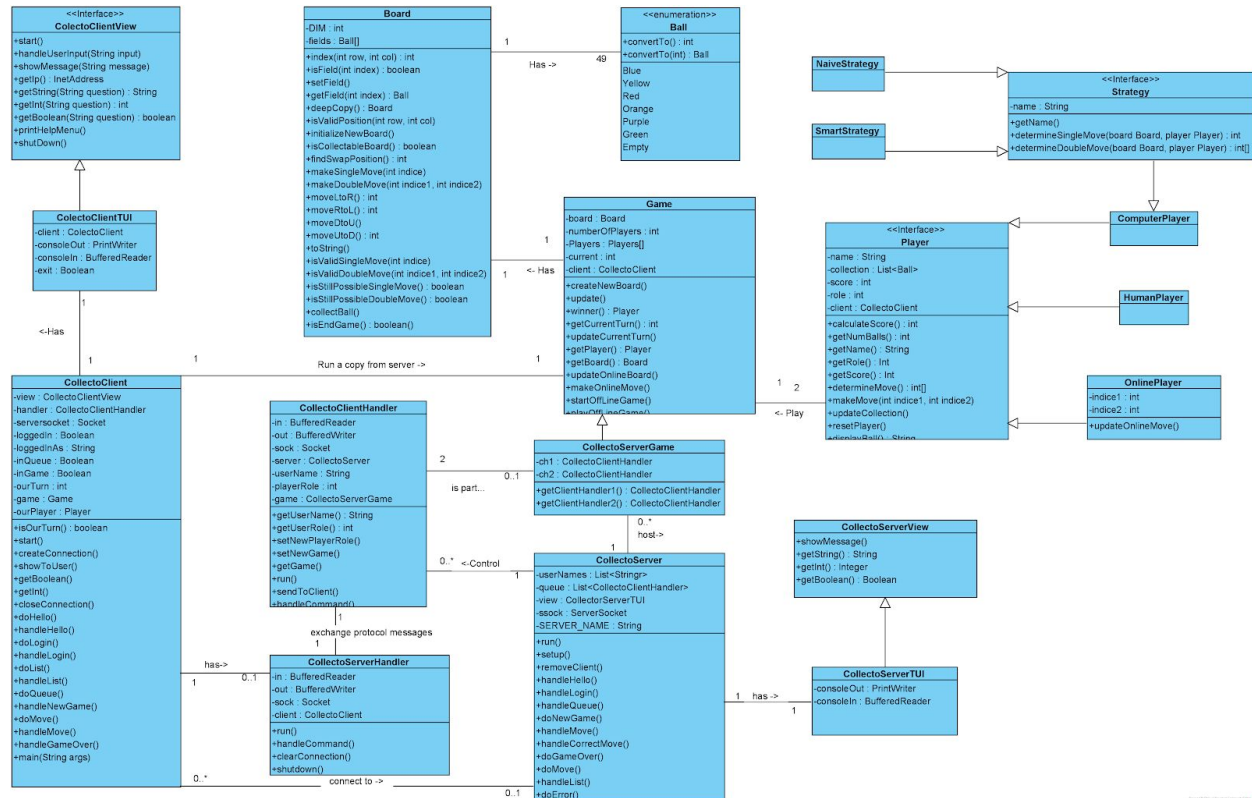 <<Interface>>
ColectoClientView
+start()
+handleUserInput(String input)
+showMessage(String message)
+getIp() : InetAddress
+getString(String question) : String
+getInt(String question) : int
+getBoolean(String question) : boolean
+printHelpMenu()
+shutDown()
Board
-DIM : int
-fields : Ball[]
+index(int row, int col) : int
+isField(int index) : boolean
+setField()
+getField(int index) : Ball
+deepCopy() : Board
+isValidPosition(int row, int col)
+initializeNewBoard()
+isCollectableBoard() : boolean
+findSwapPosition() : int
+makeSingleMove(int indice)
+makeDoubleMove(int indice1, int indice2)
+moveLtoR() : int
+moveRtoL() : int
+moveDtoU()
+moveUtoD() : int
+toString()
+isValidSingleMove(int indice)
+isValidDoubleMove(int indice1, int indice2)
+isStillPossibleSingleMove() : boolean
+isStillPossibleDoubleMove() : boolean
+collectBall()
+isEndGame() : boolean()
1
Has ->
49
<<enumeration>>
Ball
+convertTo() : int
+convertTo(int) : Ball
Blue
Yellow
Red
Orange
Purple
Green
Empty
NaiveStrategy
SmartStrategy
<<Interface>>
Strategy
-name : String
+getName()
+determineSingleMove(board Board, player Player) : int
+determineDoubleMove(board Board, player Player) : int[]
ColectoClientTUI
-client : ColectoClient
-consoleOut : PrintWriter
-consoleIn : BufferedReader
-exit : Boolean
1
<-Has
1
1
<- Has
1
Game
-board : Board
-numberOfPlayers : int
-Players : Players[]
-current : int
-client : CollectoClient
+createNewBoard()
+update()
+winner() : Player
+getCurrentTurn() : int
+updateCurrentTurn()
+getPlayer() : Player
+getBoard() : Board
+updateOnlineBoard()
+makeOnlineMove()
+startOffLineGame()
+playOffLineGame()
<<Interface>>
Player
-name : String
-collection : List<Ball>
-score : int
-role : int
-client : CollectoClient
+calculateScore() : int
+getNumBalls() : int
+getName() : String
+getRole() : Int
+getScore() : Int
+determineMove() : int[]
+makeMove(int indice1, int indice2)
+updateCollection()
+resetPlayer()
+displayBall() : String
ComputerPlayer
HumanPlayer
OnlinePlayer
-indice1 : int
-indice2 : int
+updateOnlineMove()
1
2
<- Play
1
Run a copy from server ->
1
CollectoClient
-view : CollectoClientView
-handler : CollectoClientHandler
-serversocket : Socket
-loggedIn : Boolean
-loggedInAs : String
-inQueue : Boolean
-inGame : Boolean
-ourTurn : int
-game : Game
-ourPlayer : Player
+isOurTurn() : boolean
+start()
+createConnection()
+showToUser()
+getBoolean()
+getInt()
+closeConnection()
+doHello()
+handleHello()
+doLogin()
+handleLogin()
+doList()
+handleList()
+doQueue()
+handleNewGame()
+doMove()
+handleMove()
+handleGameOver()
+main(String args)
CollectoClientHandler
-in : BufferedReader
-out : BufferedWriter
-sock : Socket
-server : CollectoServer
-userName : String
-playerRole : int
-game : CollectoServerGame
+getUserName() : String
+getUserRole() : int
+setNewPlayerRole()
+setNewGame()
+getGame()
+run()
+sendToClient()
+handleCommand()
2
is part...
0..1
CollectoServerGame
-ch1 : CollectoClientHandler
-ch2 : CollectoClientHandler
+getClientHandler1() : CollectoClientHandler
+getClientHandler2() : CollectoClientHandler
0..*
host->
1
0..*
<-Control
1
CollectoServer
-userNames : List<Stringr>
-queue : List<CollectoClientHandler>
-view : CollectorServerTUI
-ssock : ServerSocket
-SERVER_NAME : String
+run()
+setup()
+removeClient()
+handleHello()
+handleLogin()
+handleQueue()
+doNewGame()
+handleMove()
+handleCorrectMove()
+doGameOver()
+doMove()
+handleList()
+doError()
CollectoServerView
+showMessage()
+getString() : String
+getInt() : Integer
+getBoolean() : Boolean
CollectoServerTUI
-consoleOut : PrintWriter
-consoleIn : BufferedReader
1
has ->
1
1
exchange protocol messages
1
has->
1
0..1
CollectoServerHandler
-in : BufferedReader
-out : BufferedWriter
-sock : Socket
-client : CollectoClient
+run()
+handleCommand()
+clearConnection()
+shutdown()
0..*
connect to ->
0..1